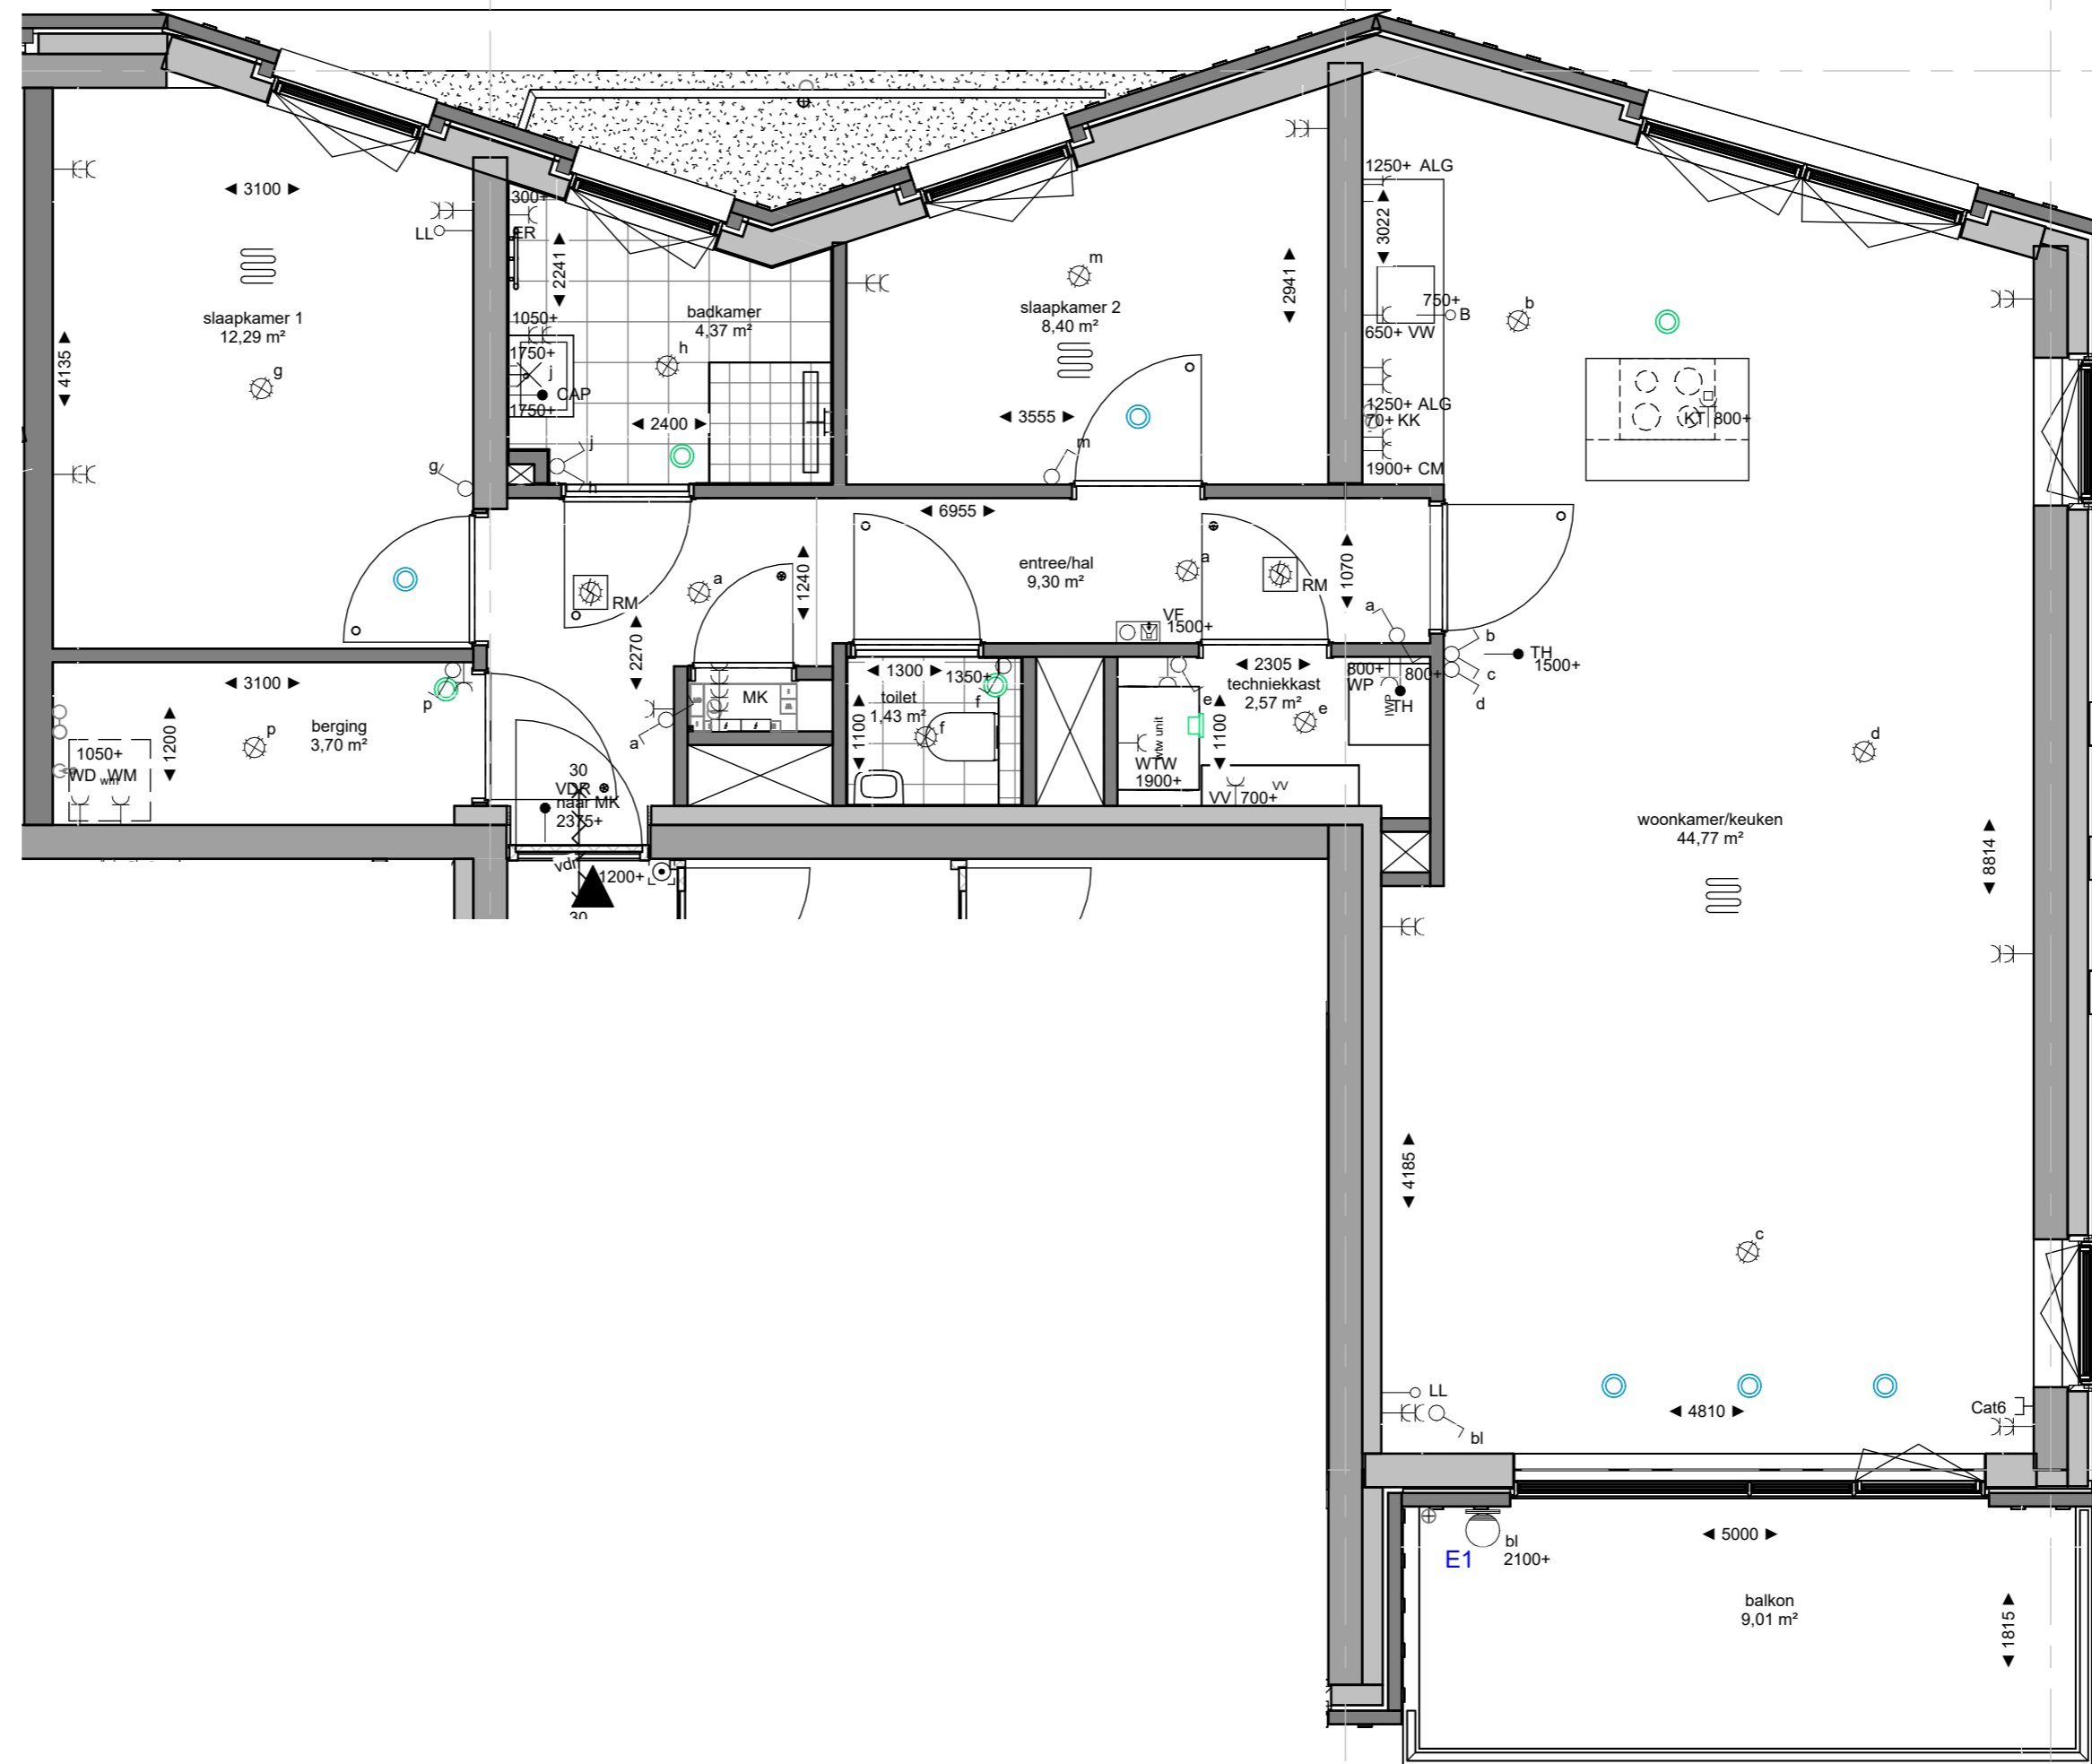 3100
LL
slaapkamer 1
12,29 m²
4135
g
g
300+
ER
2241
1050+
1750+
j
CAP
1750+
badkamer
4,37 m²
h
2400
j
h
slaapkamer 2
8,40 m²
m
2941
3555
m
1250+ ALG
3022
750+
B
650+ VW
1250+ ALG
70+ KK
1900+ CM
b
KT
800+
6955
entree/hal
9,30 m²
a
a
RM
RM
1240
1070
2270
VF
1500+
a
b
c
d
TH
1500+
3100
berging
3,70 m²
p
p
1200
1050+
WD
wm
WM
30
VDR
naar MK
2375+
vdr
1200+
30
MK
a
1300
1350+
toilet
1,43 m²
f
f
1100
2305
techniekkast
2,57 m²
e
e
1100
wtw unit
WTW
1900+
VV
700+
VV
800+
WP
800+
IWP
TH
d
woonkamer/keuken
44,77 m²
8814
4185
c
LL
bl
4810
Cat6
5000
bl
2100+
E1
balkon
9,01 m²
1815